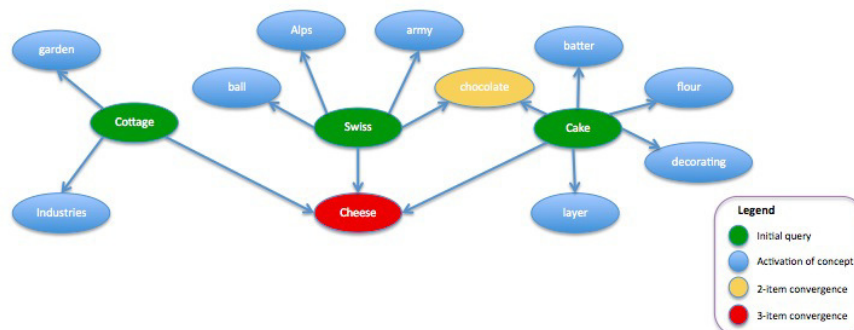 Alps
army
batter
garden
ball
chocolate
flour
Cottage
Swiss
Cake
decorating
Industries
Cheese
layer
Legend
Initial query
Activation of concept
2-item convergence
3-item convergence